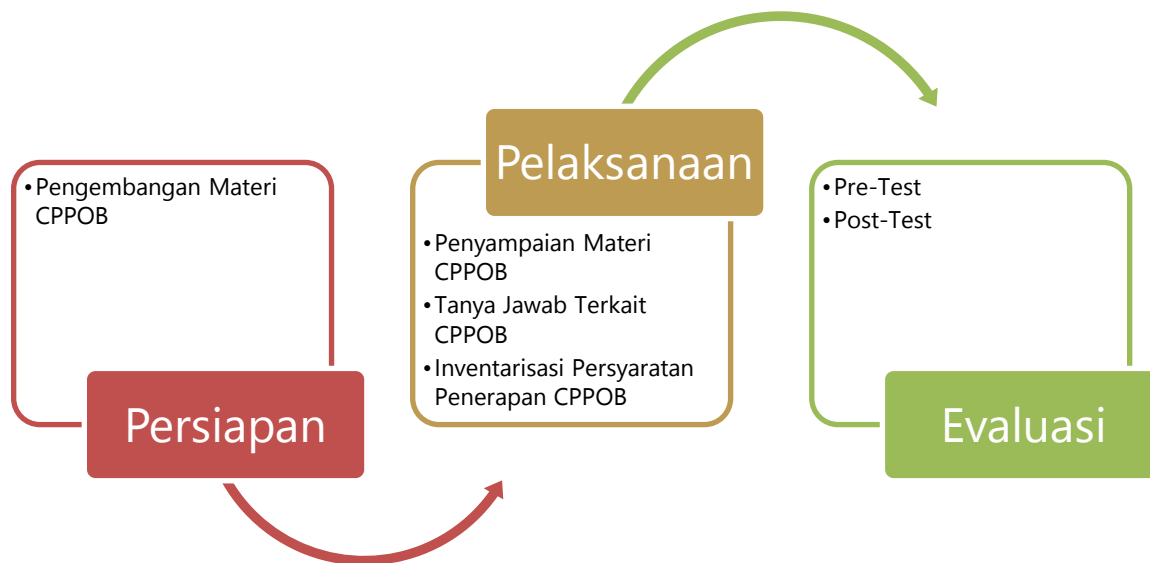 • Pengembangan Materi
CPPOB
Persiapan
Pelaksanaan
• Penyampaian Materi
CPPOB
• Tanya Jawab Terkait
CPPOB
• Inventarisasi Persyaratan
Penerapan CPPOB
• Pre-Test
• Post-Test
Evaluasi